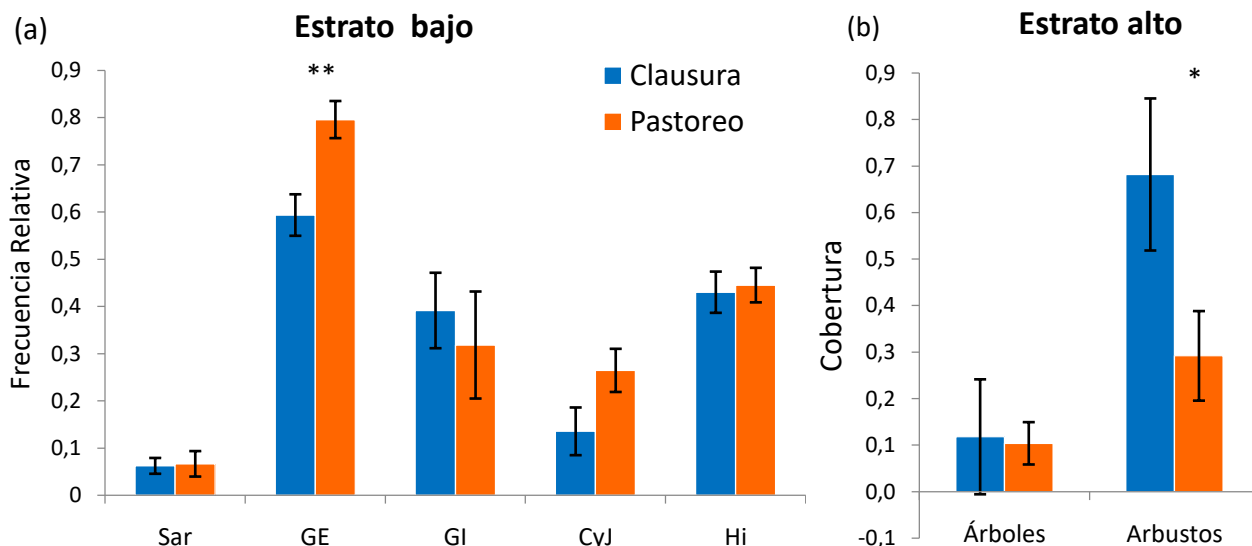 (a)
Estrato bajo
Frecuencia Relativa
0,9
0,8
0,7
0,6
0,5
0,4
0,3
0,2
0,1
0
**
Clausura
Pastoreo
Sar
GE
GI
CyJ
Hi
(b)
Estrato alto
Cobertura
0,9
0,8
0,7
0,6
0,5
0,4
0,3
0,2
0,1
0,0
-0,1
*
Árboles
Arbustos